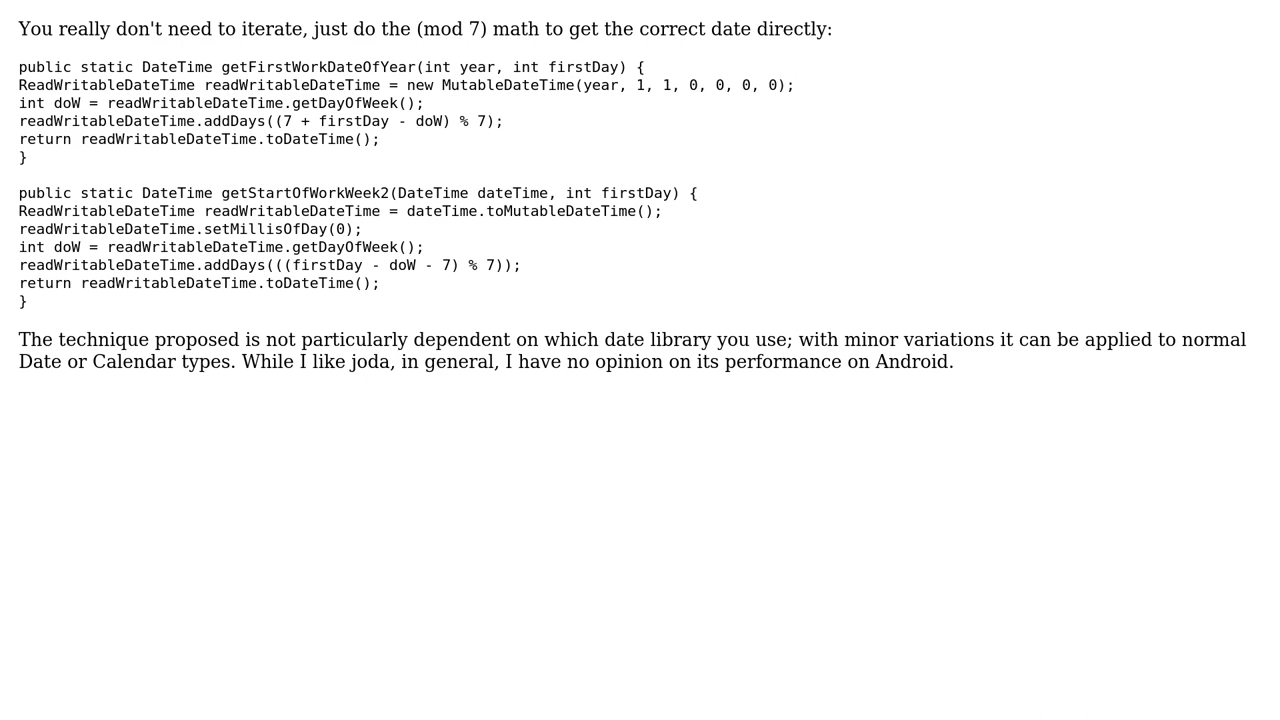 You really don't need to iterate, just do the (mod 7) math to get the correct date directly:
public static DateTime getFirstWorkDateOfYear(int year, int firstDay) {
ReadWritableDateTime readWritableDateTime = new MutableDateTime(year, 1, 1, 0, 0, 0, 0);
int doW = readWritableDateTime.getDayOfWeek();
readWritableDateTime.addDays((7 + firstDay - doW) % 7);
return readWritableDateTime.toDateTime();
}
public static DateTime getStartOfWorkWeek2(DateTime dateTime, int firstDay) {
ReadWritableDateTime readWritableDateTime = dateTime.toMutableDateTime();
readWritableDateTime.setMillisOfDay(0);
int doW = readWritableDateTime.getDayOfWeek();
readWritableDateTime.addDays(((firstDay - doW - 7) % 7));
return readWritableDateTime.toDateTime();
}
The technique proposed is not particularly dependent on which date library you use; with minor variations it can be applied to normal
Date or Calendar types. While I like joda, in general, I have no opinion on its performance on Android.